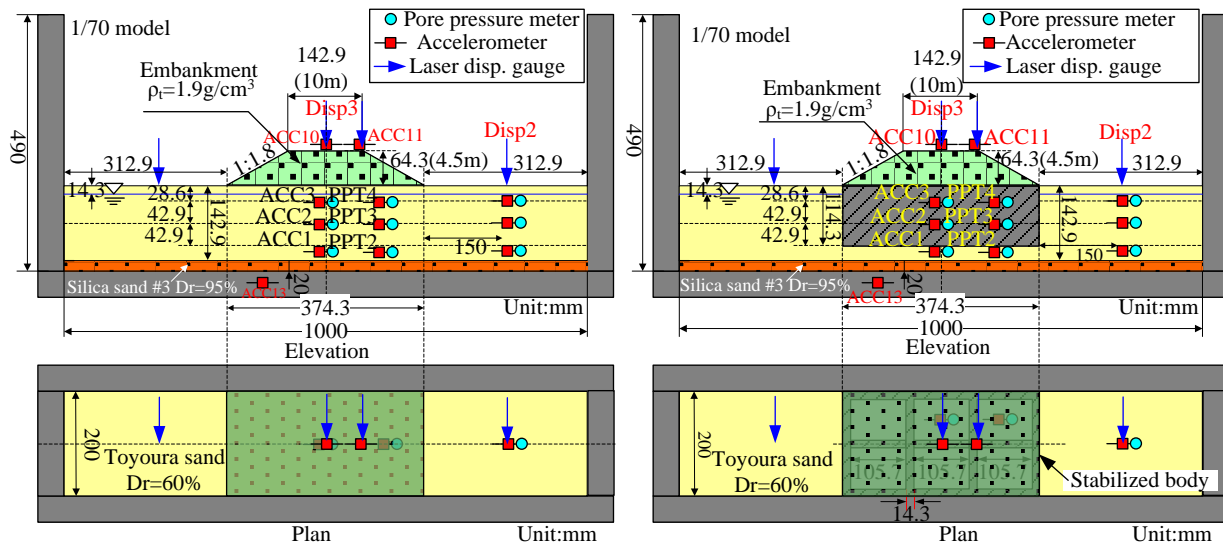 1/70 model
Pore pressure meter
Accelerometer
Laser disp. gauge
142.9
(10m)
Embankment
ρt=1.9g/cm³
Disp3
ACC10
ACC11
Disp2
490
1:1.8
64.3(4.5m)
312.9
312.9
14.3
28.6
42.9
42.9
142.9
ACC3 PPT4
ACC2 PPT3
ACC1 PPT2
150
Silica sand #3 Dr=95%
ACC13
20
374.3
Unit:mm
1000
Elevation
200
Toyoura sand
Dr=60%
Plan
Unit:mm
1/70 model
Pore pressure meter
Accelerometer
Laser disp. gauge
142.9
(10m)
Embankment
ρt=1.9g/cm³
Disp3
ACC10
ACC11
Disp2
490
1:1.8
64.3(4.5m)
312.9
312.9
14.3
28.6
42.9
42.9
114.3
142.9
ACC3 PPT4
ACC2 PPT3
ACC1 PPT2
150
Silica sand #3 Dr=95%
ACC13
20
374.3
Unit:mm
1000
Elevation
200
Toyoura sand
Dr=60%
105.7
105.7
105.7
Stabilized body
14.3
Plan
Unit:mm